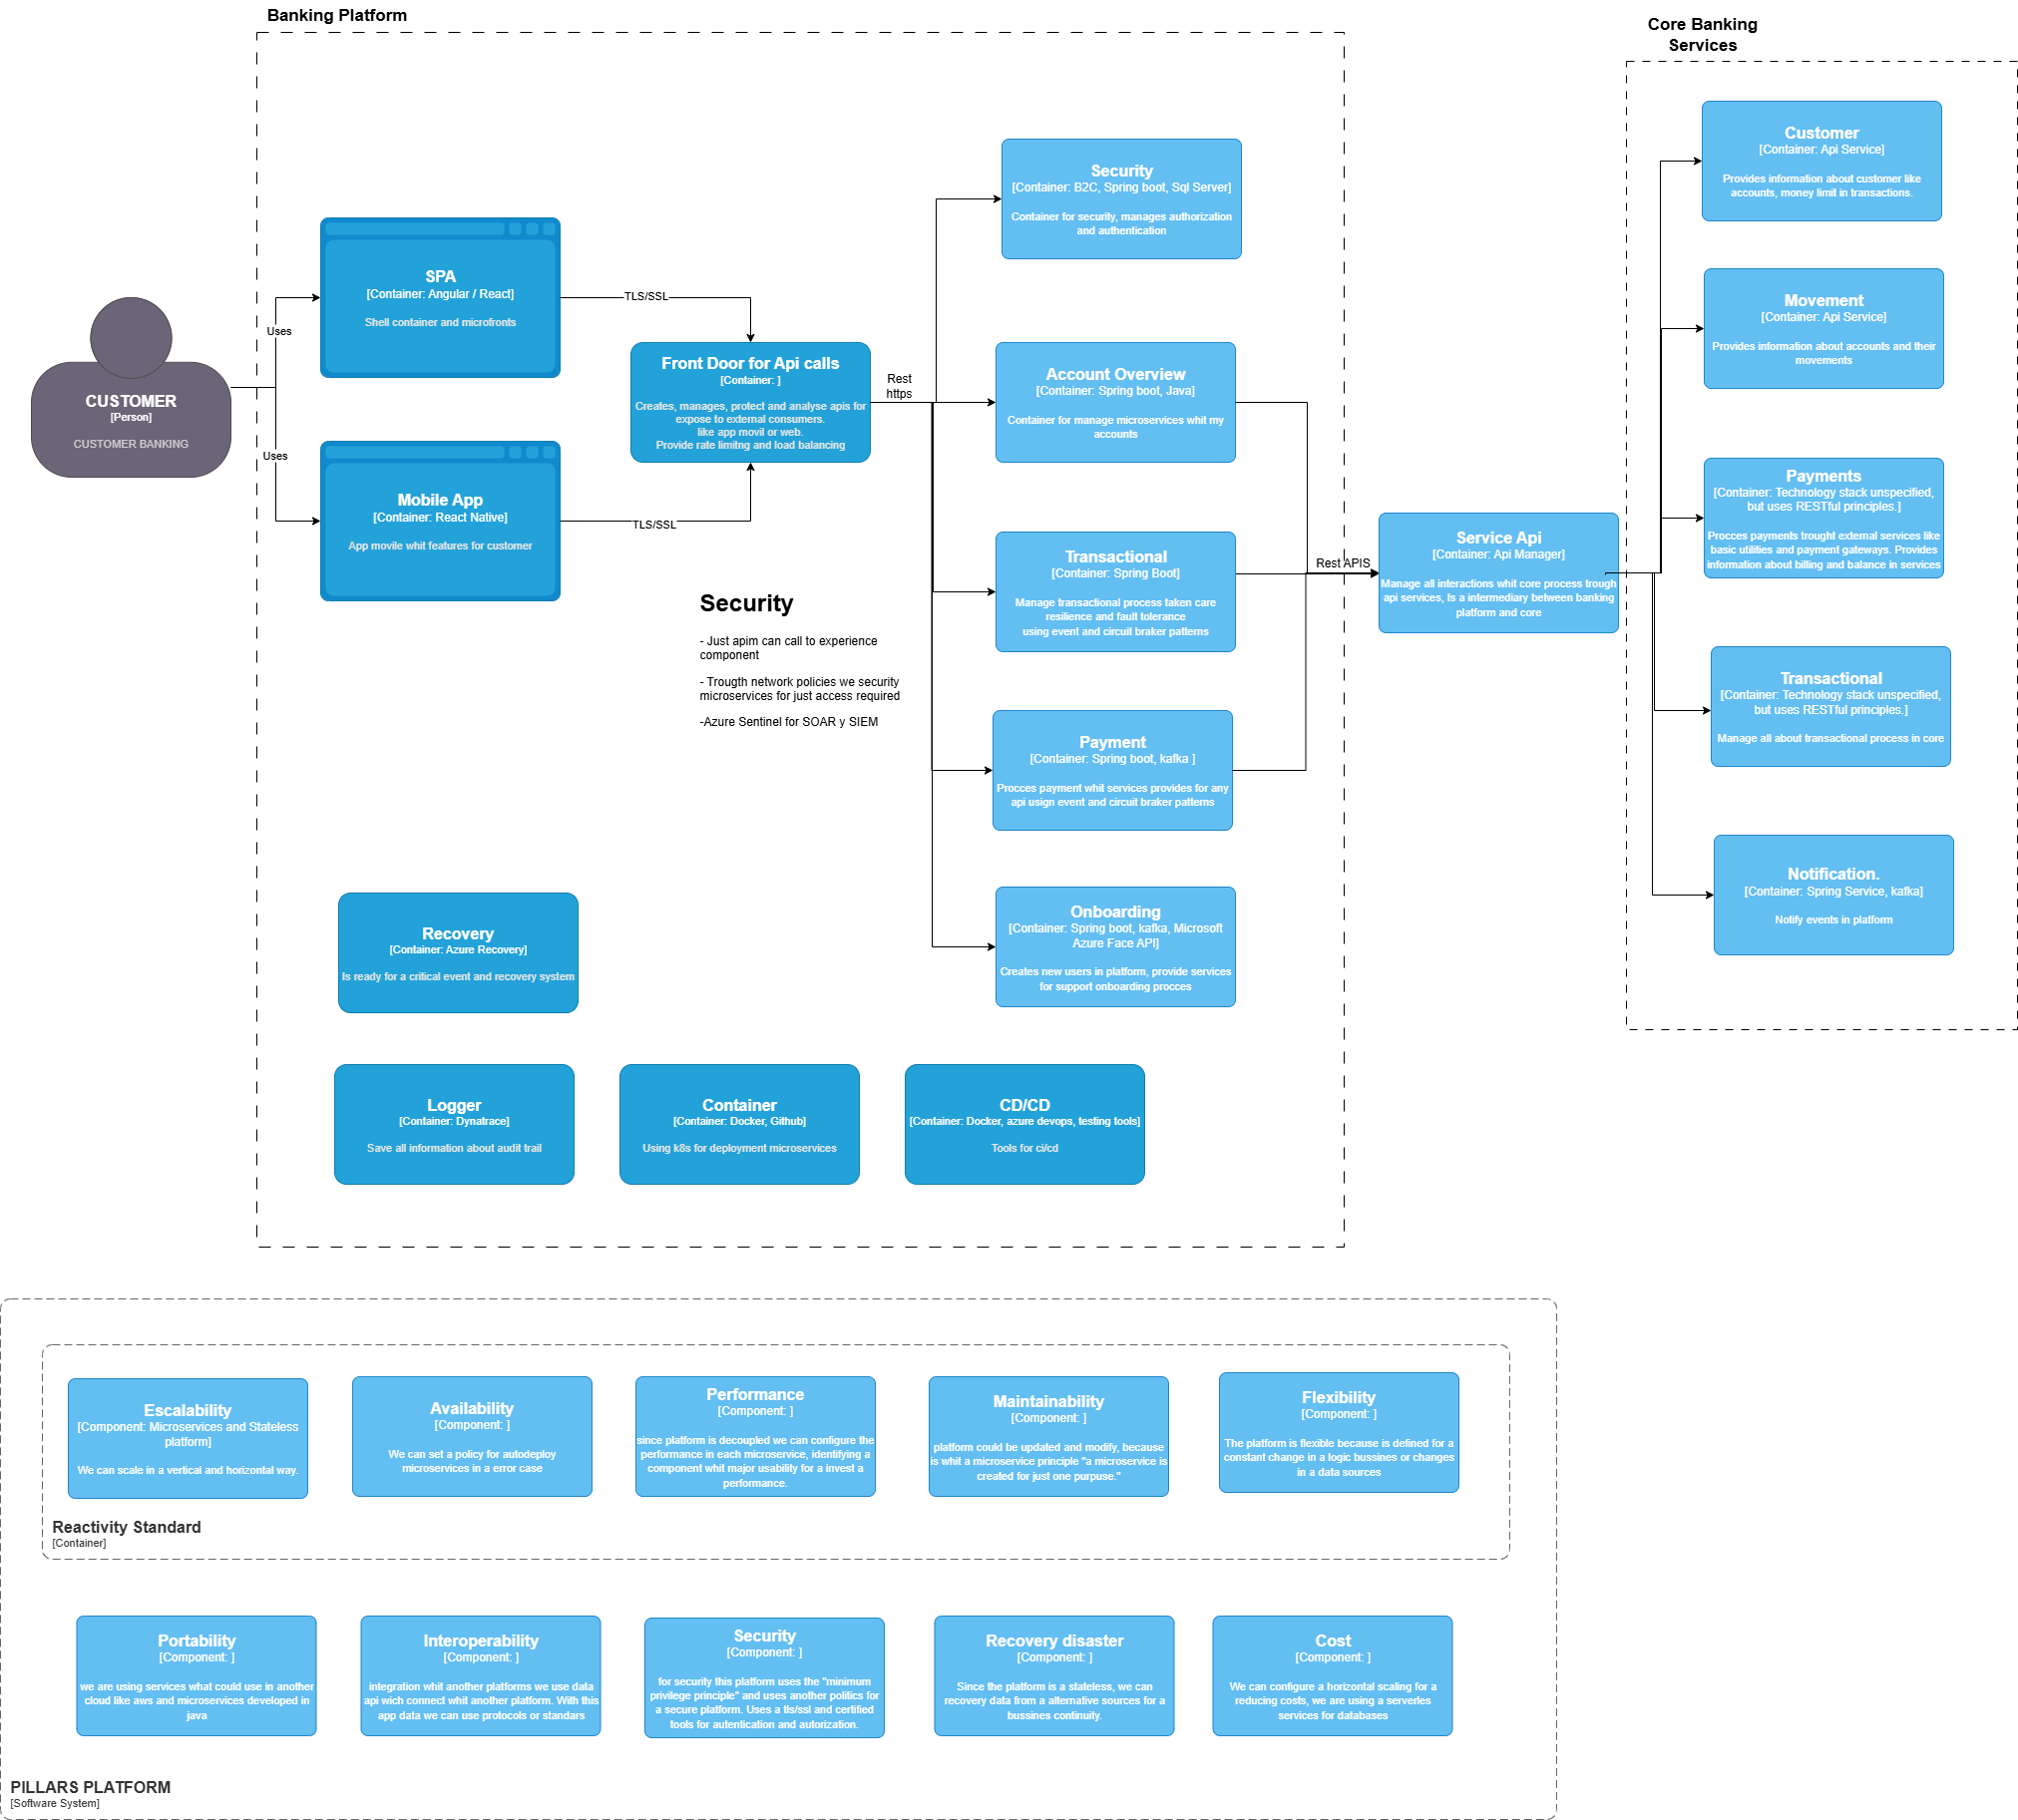 Banking Platform
Core Banking
Services
CUSTOMER
[Person]
CUSTOMER BANKING
Uses
Uses
SPA
[Container: Angular / React]
Shell container and microfronts
Mobile App
[Container: React Native]
App movile whit features for customer
TLS/SSL
TLS/SSL
Front Door for Api calls
[Container: ]
Creates, manages, protect and analyse apis for
expose to external consumers.
like app movil or web.
Provide rate limitng and load balancing
Rest
https
Security
- Just apim can call to experience
component
- Trougth network policies we security
microservices for just access required
-Azure Sentinel for SOAR y SIEM
Security
[Container: B2C, Spring boot, Sql Server]
Container for security, manages authorization
and authentication
Account Overview
[Container: Spring boot, Java]
Container for manage microservices whit my
accounts
Transactional
[Container: Spring Boot]
Manage transactional process taken care
resilience and fault tolerance
using event and circuit braker patterns
Payment
[Container: Spring boot, kafka ]
Procces payment whit services provides for any
api usign event and circuit braker patterns
Onboarding
[Container: Spring boot, kafka, Microsoft
Azure Face API]
Creates new users in platform, provide services
for support onboarding procces
Rest APIS
Service Api
[Container: Api Manager]
Manage all interactions whit core process trough
api services, Is a intermediary between banking
platform and core
Customer
[Container: Api Service]
Provides information about customer like
accounts, money limit in transactions.
Movement
[Container: Api Service]
Provides information about accounts and their
movements
Payments
[Container: Technology stack unspecified,
but uses RESTful principles.]
Procces payments trought external services like
basic utilities and payment gateways. Provides
information about billing and balance in services
Transactional
[Container: Technology stack unspecified,
but uses RESTful principles.]
Manage all about transactional process in core
Notification.
[Container: Spring Service, kafka]
Notify events in platform
Recovery
[Container: Azure Recovery]
Is ready for a critical event and recovery system
Logger
[Container: Dynatrace]
Save all information about audit trail
Container
[Container: Docker, Github]
Using k8s for deployment microservices
CD/CD
[Container: Docker, azure devops, testing tools]
Tools for ci/cd
Escalability
[Component: Microservices and Stateless
platform]
We can scale in a vertical and horizontal way.
Availability
[Component: ]
We can set a policy for autodeploy
microservices in a error case
Performance
[Component: ]
since platform is decoupled we can configure the
performance in each microservice, identifying a
component whit major usability for a invest a
performance.
Maintainability
[Component: ]
platform could be updated and modify, because
is whit a microservice principle "a microservice is
created for just one purpuse."
Flexibility
[Component: ]
The platform is flexible because is defined for a
constant change in a logic bussines or changes
in a data sources
Reactivity Standard
[Container]
Portability
[Component: ]
we are using services what could use in another
cloud like aws and microservices developed in
java
Interoperability
[Component: ]
integration whit another platforms we use data
api wich connect whit another platform. With this
app data we can use protocols or standars
Security
[Component: ]
for security this platform uses the "minimum
privilege principle" and uses another politics for
a secure platform. Uses a tls/ssl and certified
tools for autentication and autorization.
Recovery disaster
[Component: ]
Since the platform is a stateless, we can
recovery data from a alternative sources for a
bussines continuity.
Cost
[Component: ]
We can configure a horizontal scaling for a
reducing costs, we are using a serverles
services for databases
PILLARS PLATFORM
[Software System]